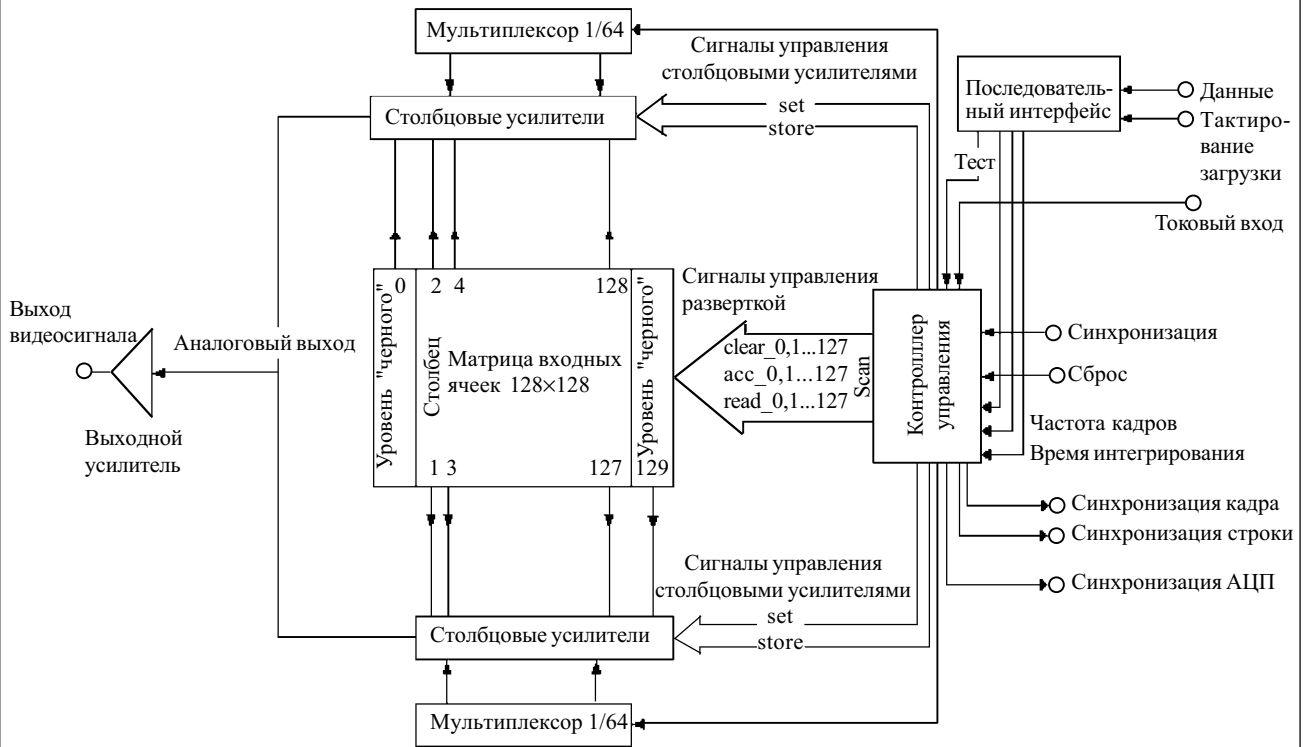 Мультиплексор 1/64
Сигналы управления
столбцовыми усилителями
set
store
Столбцовые усилители
Последователь-
ный интерфейс
Данные
Тактиро-
вание
загрузки
Тест
Токовый вход
Выход
видеосигнала
Аналоговый выход
Выходной
усилитель
Уровень "черного"
0
2 4
128
Столбец
Матрица входных
ячеек 128×128
Уровень "черного"
1 3
127
129
Сигналы управления
разверткой
clear_0,1...127
acc_0,1...127
read_0,1...127
Scan
Контролллер
управления
Синхронизация
Сброс
Частота кадров
Время интегрирования
Синхронизация кадра
Синхронизация строки
Синхронизация АЦП
Сигналы управления
столбцовыми усилителями
set
store
Столбцовые усилители
Мультиплексор 1/64